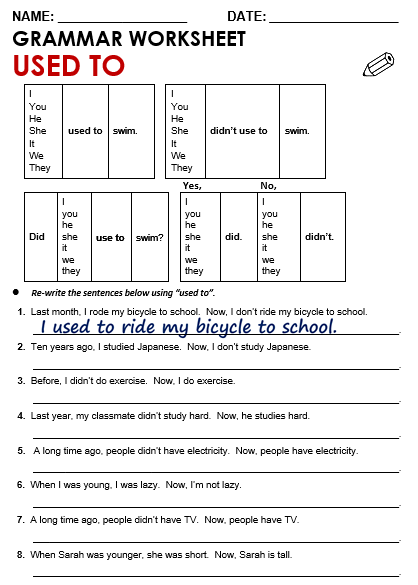 NAME: ____________________ DATE: ____________________
GRAMMAR WORKSHEET
USED TO
I
You
He
She
It
We
They
used to
swim.
I
You
He
She
It
We
They
didn't use to
swim.
Did
I
you
he
she
it
we
they
use to
swim?
Yes,
I
you
he
she
it
we
they
did.
No,
I
you
he
she
it
we
they
didn't.
● Re-write the sentences below using "used to".
1. Last month, I rode my bicycle to school. Now, I don't ride my bicycle to school.
I used to ride my bicycle to school.
2. Ten years ago, I studied Japanese. Now, I don't study Japanese.
3. Before, I didn't do exercise. Now, I do exercise.
4. Last year, my classmate didn't study hard. Now, he studies hard.
5. A long time ago, people didn't have electricity. Now, people have electricity.
6. When I was young, I was lazy. Now, I'm not lazy.
7. A long time ago, people didn't have TV. Now, people have TV.
8. When Sarah was younger, she was short. Now, Sarah is tall.